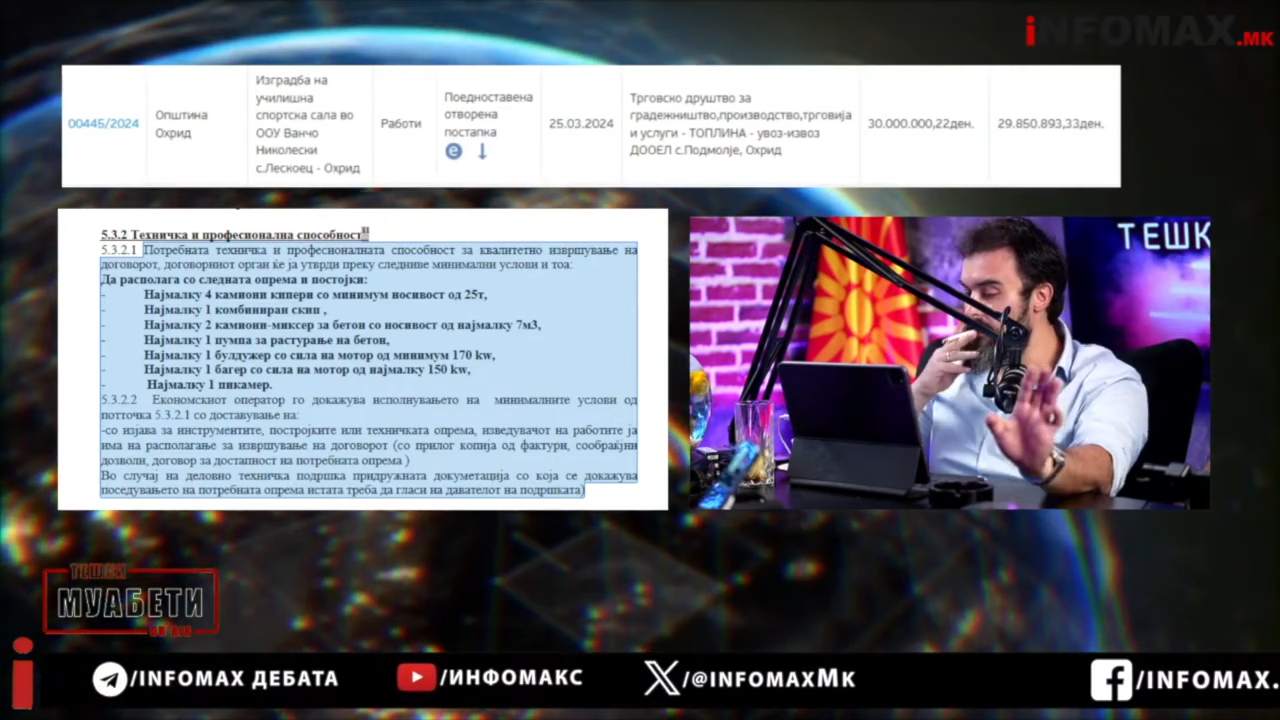 iNFOMAX.МК
00445/2024
Општина
Охрид
Изградба на
училишна
спортска сала во
ООУ Ванчо
Николески
с.Лескоец - Охрид
Работи
Поедноставена
отворена
постапка
25.03.2024
Трговско друштво за
градежништво,производство,трговија
и услуги - ТОПЛИНА - увоз-извоз
ДООЕЛ с.Подмолје, Охрид
30.000.000,22ден.
29.850.893,33ден.
5.3.2 Техничка и професионална способност
5.3.2.1 Потребната техничка и професионалната способност за квалитетно извршување на
договорот, договорниот орган ќе ја утврди преку следниве минимални услови и тоа:
Да располага со следната опрема и постојки:
- Најмалку 4 камиони кипери со минимум носивост од 25т,
- Најмалку 1 комбиниран скип ,
- Најмалку 2 камиони-миксер за бетон со носивост од најмалку 7м3,
- Најмалку 1 пумпа за растурање на бетон,
- Најмалку 1 булдужер со сила на мотор од минимум 170 kw,
- Најмалку 1 багер со сила на мотор од најмалку 150 kw,
- Најмалку 1 пикамер.
5.3.2.2 Економскиот оператор го докажува исполнувањето на минималните услови од
потточка 5.3.2.1 со доставување на:
-со изјава за инструментите, постројките или техничката опрема, изведувачот на работите ја
има на располагање за извршување на договорот (со прилог копија од фактури, сообраќјни
дозволи, договор за достапност на потребната опрема )
Во случај на деловно техничка подршка придружната докуметација со која се докажува
поседувањето на потребната опрема истата треба да гласи на давателот на подршката)
ТЕШК
ТЕШКИ
МУАБЕТИ
ON AIR
/INFOMAX ДЕБАТА
/ИНФОМАКС
/@INFOMAXМк
/INFOMAX.